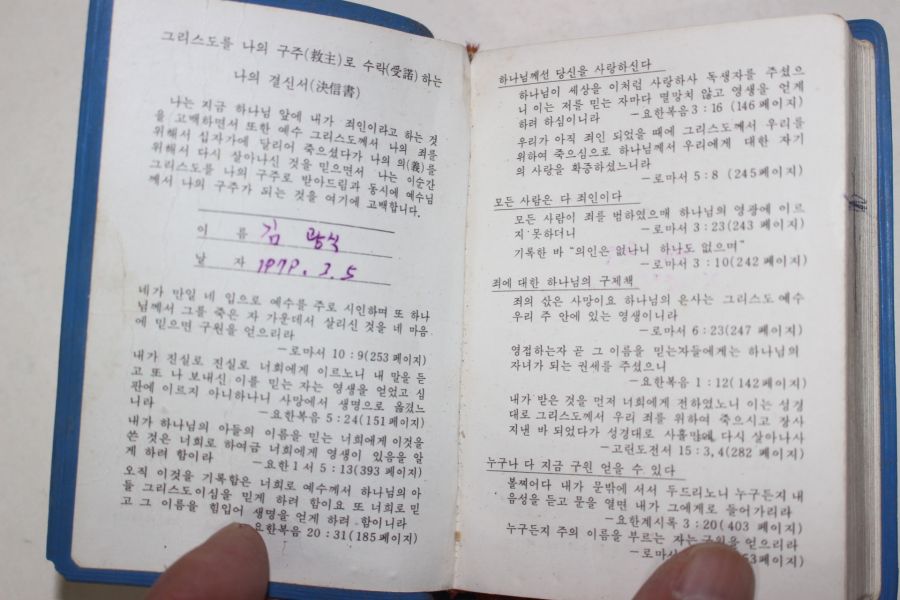 그리스도를 나의 구주(救主)로 수락(受諾)하는
나의 결신서(決信書)
나는 지금 하나님 앞에 내가 죄인이라고 하는 것
을 고백하면서 또한 예수 그리스도께서 나의 죄를
위해서 십자가에 달리어 죽으셨다가 나의 의(義)를
위해서 다시 살아나신 것을 믿으면서 나는 이순간
그리스도를 나의 구주로 받아드림과 동시에 예수님
께서 나의 구주가 되는 것을 여기에 고백합니다.
이 름 김 광식
날 자 1979. 3. 5
네가 만일 네 입으로 예수를 주로 시인하며 또 하나
님께서 그를 죽은 자 가운데서 살리신 것을 네 마음
에 믿으면 구원을 얻으리라
-로마서 10:9(253페이지)
내가 진실로 진실로 너희에게 이르노니 내 말을 듣
고 또 나 보내신 이를 믿는 자는 영생을 얻었고 심
판에 이르지 아니하나니 사망에서 생명으로 옮겼느
니라 -요한복음 5:24(151페이지)
내가 하나님의 아들의 이름을 믿는 너희에게 이것을
쓴 것은 너희로 하여금 너희에게 영생이 있음을 알
게 하려 함이라 -요한1서 5:13(393페이지)
오직 이것을 기록함은 너희로 예수께서 하나님의 아
들 그리스도이심을 믿게 하려 함이요 또 너희로 믿
고 그 이름을 힘입어 생명을 얻게 하려 함이니라
-요한복음 20:31(185페이지)
하나님께선 당신을 사랑하신다
하나님이 세상을 이처럼 사랑하사 독생자를 주셨으
니 이는 저를 믿는 자마다 멸망치 않고 영생을 얻게
하려 하심이니라 -요한복음3:16 (146페이지)
우리가 아직 죄인 되었을 때에 그리스도께서 우리를
위하여 죽으심으로 하나님께서 우리에게 대한 자기
의 사랑을 확증하셨느니라
-로마서 5:8 (245페이지)
모든 사람은 다 죄인이다
모든 사람이 죄를 범하였으매 하나님의 영광에 이르
지 못하더니 -로마서 3:23(243 페이지)
기록한 바 "의인은 없나니 하나도 없으며"
-로마서 3:10(242 페이지)
죄에 대한 하나님의 구제책
죄의 삯은 사망이요 하나님의 은사는 그리스도 예수
우리 주 안에 있는 영생이니라
-로마서 6:23(247 페이지)
영접하는자 곧 그 이름을 믿는자들에게는 하나님의
자녀가 되는 권세를 주셨으니
-요한복음 1:12(142페이지)
내가 받은 것을 먼저 너희에게 전하였노니 이는 성경
대로 그리스도께서 우리 죄를 위하여 죽으시고 장사
지낸 바 되었다가 성경대로 사흘만에 다시 살아나사
-고린도전서 15:3,4(282 페이지)
누구나 다 지금 구원 얻을 수 있다
볼찌어다 내가 문밖에 서서 두드리노니 누구든지 내
음성을 듣고 문을 열면 내가 그에게로 들어가리라
-요한계시록 3:20(403 페이지)
누구든지 주의 이름을 부르는 자는 구원을 얻으리라
-로마서 페이지)